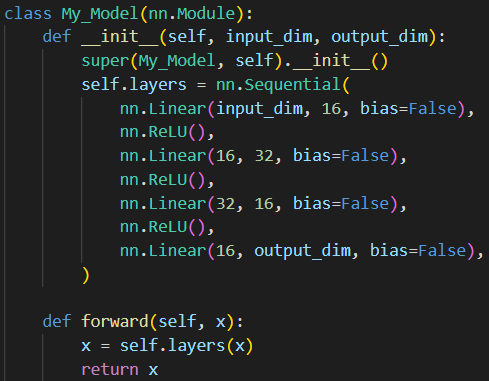 class My_Model(nn.Module):
    def __init__(self, input_dim, output_dim):
        super(My_Model, self).__init__()
        self.layers = nn.Sequential(
            nn.Linear(input_dim, 16, bias=False),
            nn.ReLU(),
            nn.Linear(16, 32, bias=False),
            nn.ReLU(),
            nn.Linear(32, 16, bias=False),
            nn.ReLU(),
            nn.Linear(16, output_dim, bias=False),
        )

    def forward(self, x):
        x = self.layers(x)
        return x